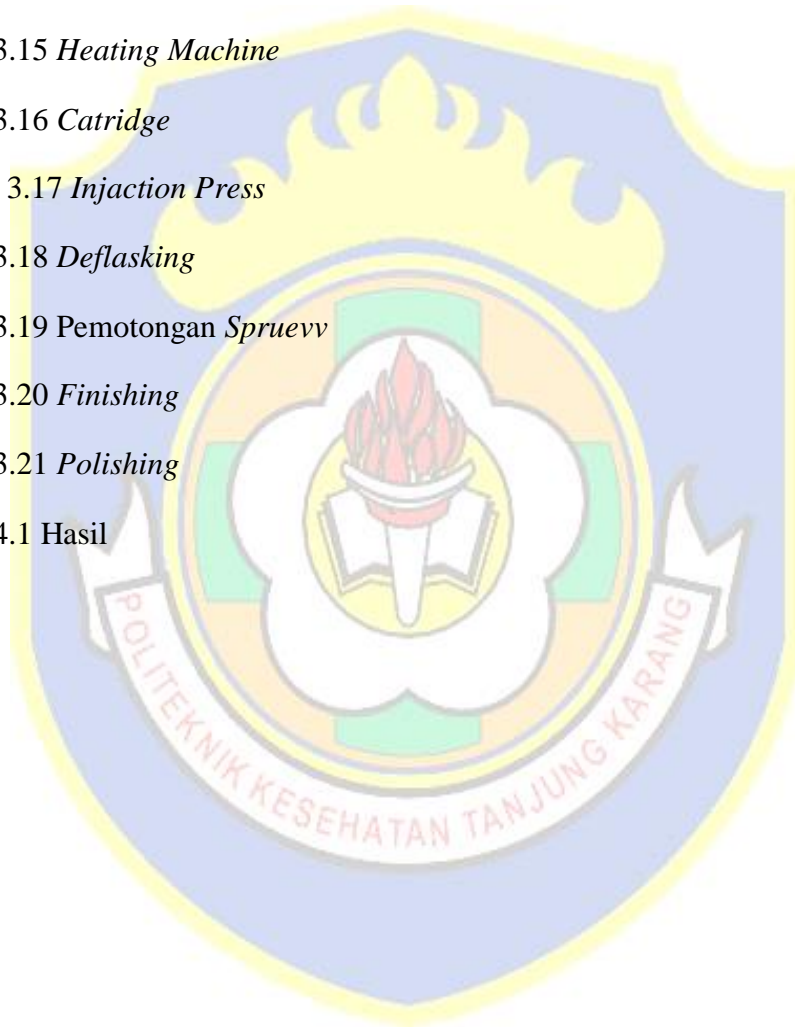 3.15 Heating Machine
3.16 Catridge
3.17 Injaction Press
3.18 Deflasking
3.19 Pemotongan Spruevv
3.20 Finishing
3.21 Polishing
4.1 Hasil
POLITEKNIK KESEHATAN TANJUNG KARANG